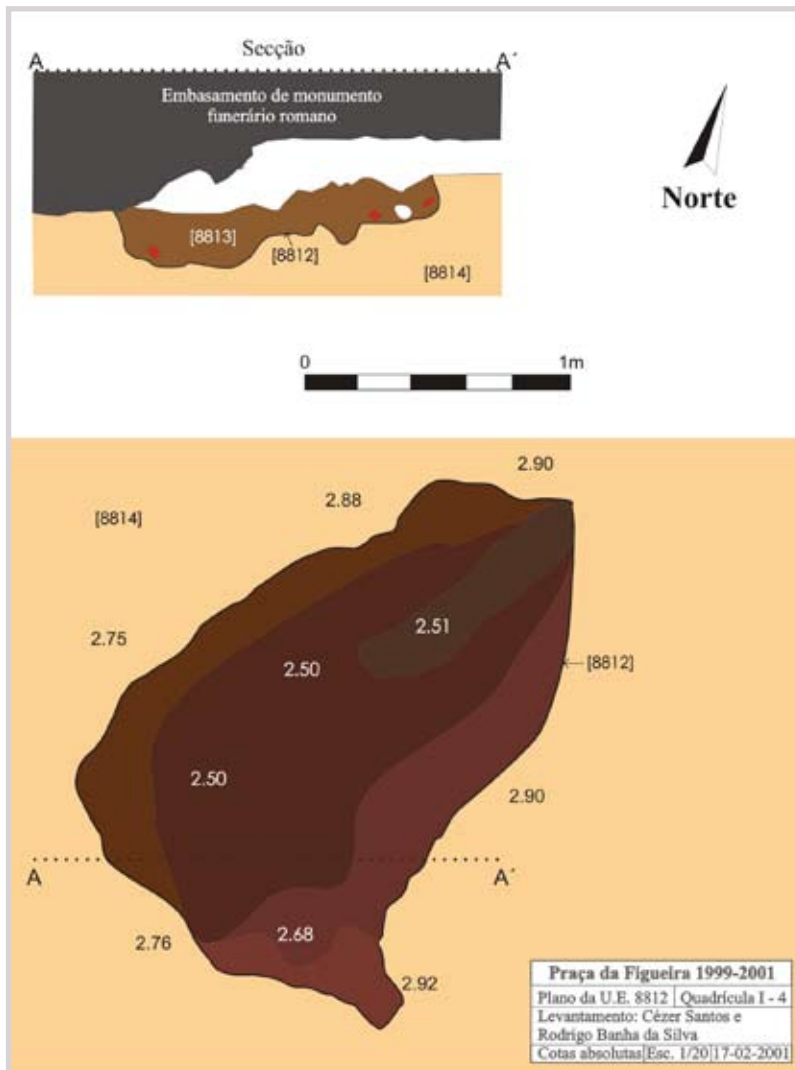 Secção
A A´
Embasamento de monumento
funerário romano
Norte
[8813]
[8812]
[8814]
0 1m
2.90
2.88
[8814]
2.51
2.75
2.50
[8812]
2.50
2.90
A A´
2.76
2.68
2.92
Praça da Figueira 1999-2001
Plano da U.E. 8812 Quadrícula I - 4
Levantamento: Cézer Santos e
Rodrigo Banha da Silva
Cotas absolutas Esc. 1/20 17-02-2001